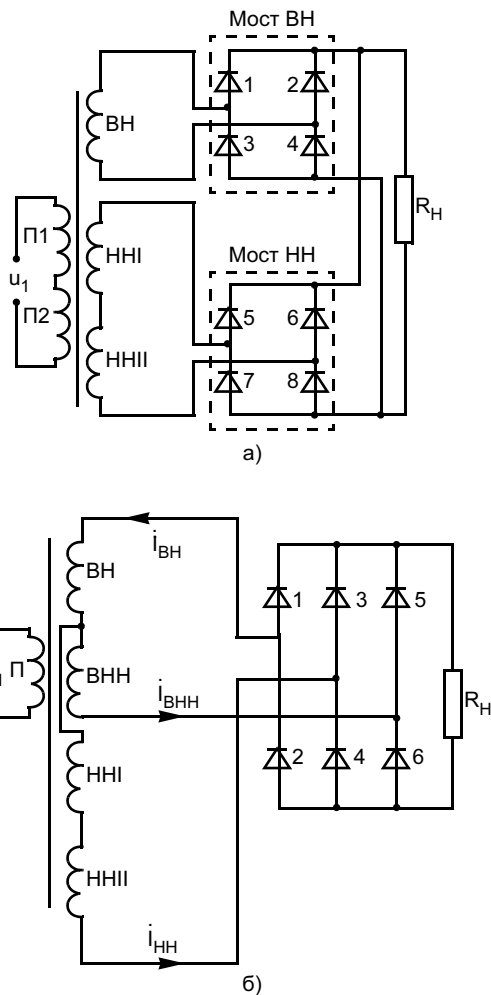 Мост ВН
1
2
ВН
3
4
П1
R_Н
ННI
Мост НН
u_1
П2
5
6
ННII
7
8
а)
i_ВН
ВН
1
3
5
П
ВНН
i_ВНН
R_Н
2
4
6
ННI
ННII
i_НН
б)